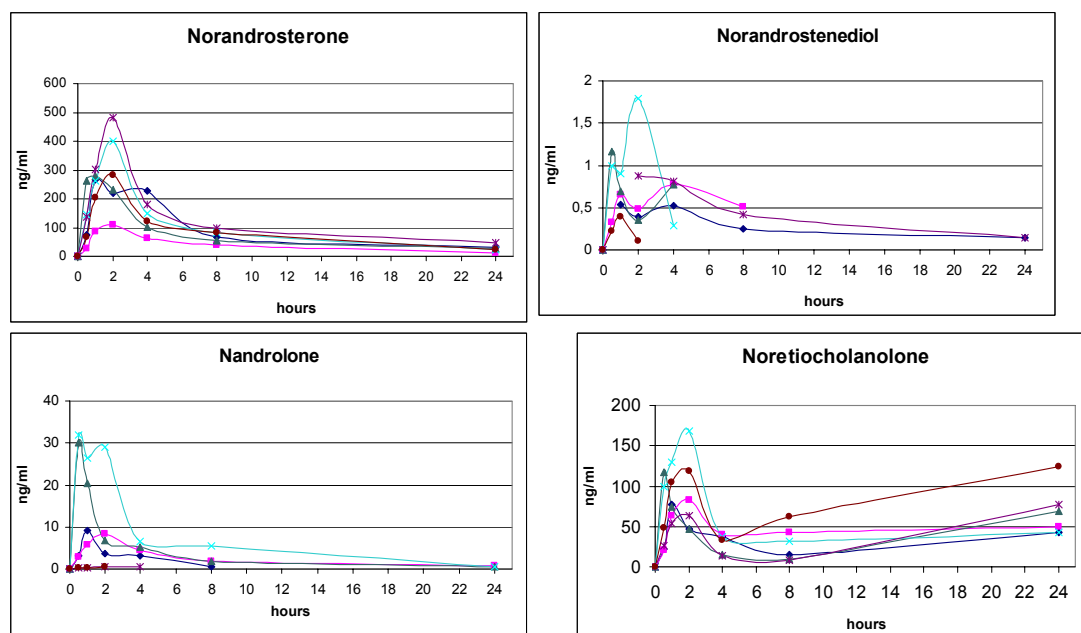 Norandrosterone
600
500
400
300
200
100
0
ng/ml
0 2 4 6 8 10 12 14 16 18 20 22 24
hours
Norandrostenediol
2
1,5
1
0,5
0
ng/ml
0 2 4 6 8 10 12 14 16 18 20 22 24
hours
Nandrolone
40
30
20
10
0
ng/ml
0 2 4 6 8 10 12 14 16 18 20 22 24
hours
Noretiocholanolone
200
150
100
50
0
ng/ml
0 2 4 6 8 10 12 14 16 18 20 22 24
hours